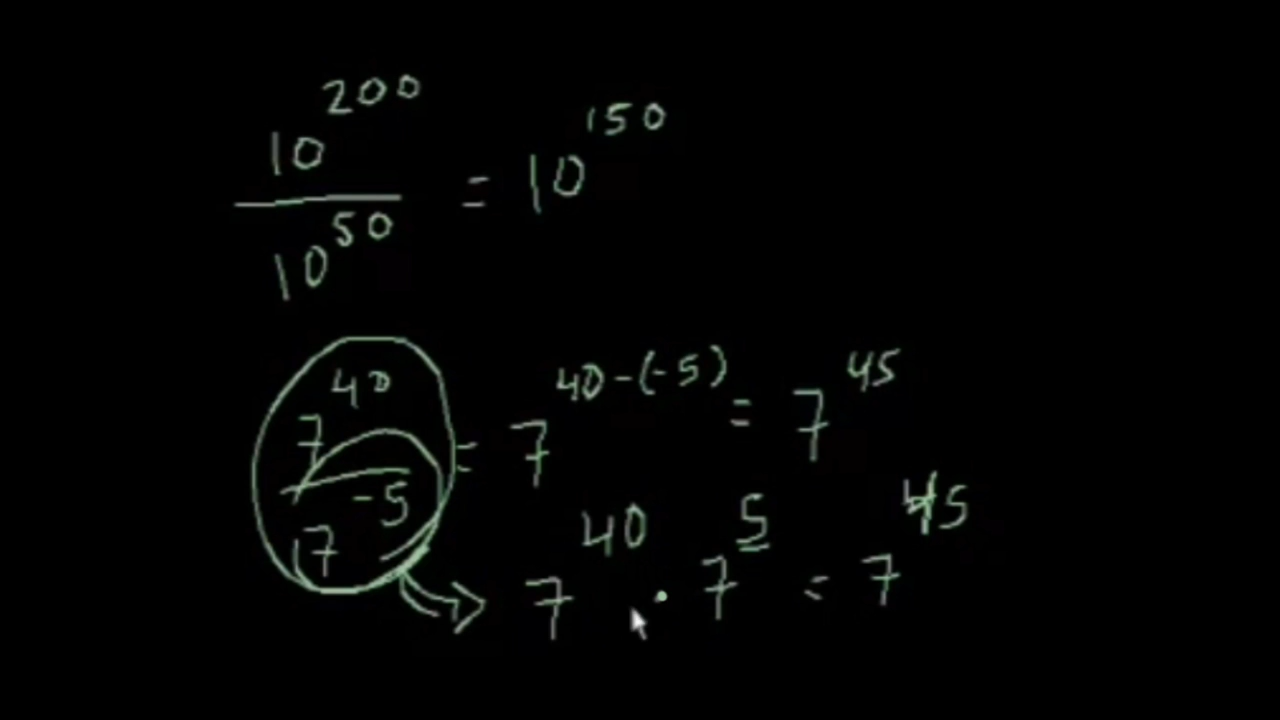 10^200 / 10^50 = 10^150
7^40 / 7^-5 = 7^40-(-5) = 7^45
7^40 · 7^5 = 7^45